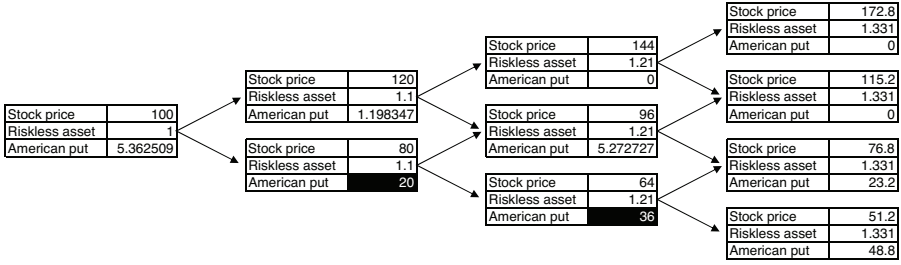 Stock price 100
Riskless asset 1
American put 5.362509
Stock price 120
Riskless asset 1.1
American put 1.198347
Stock price 80
Riskless asset 1.1
American put 20
Stock price 144
Riskless asset 1.21
American put 0
Stock price 96
Riskless asset 1.21
American put 5.272727
Stock price 64
Riskless asset 1.21
American put 36
Stock price 172.8
Riskless asset 1.331
American put 0
Stock price 115.2
Riskless asset 1.331
American put 0
Stock price 76.8
Riskless asset 1.331
American put 23.2
Stock price 51.2
Riskless asset 1.331
American put 48.8